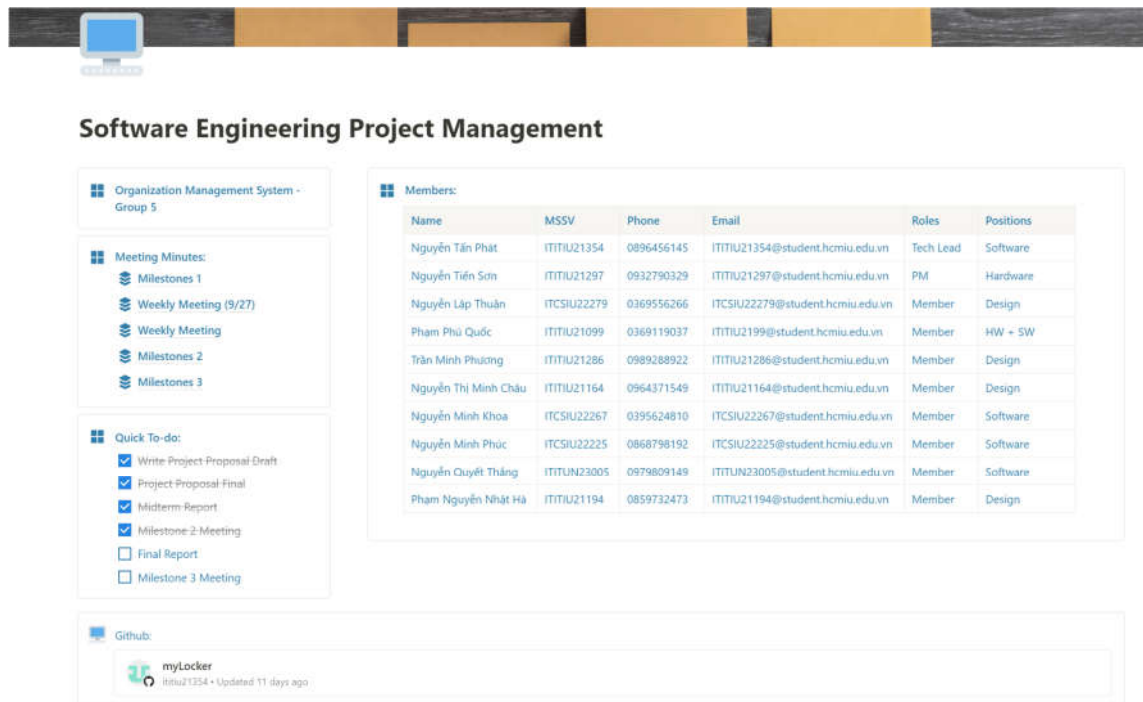 Software Engineering Project Management
Organization Management System -
Group 5
Meeting Minutes:
Milestones 1
Weekly Meeting (9/27)
Weekly Meeting
Milestones 2
Milestones 3
Quick To-do:
Write Project Proposal Draft
Project Proposal Final
Midterm Report
Milestone 2 Meeting
Final Report
Milestone 3 Meeting
Members:
Name MSSV Phone Email Roles Positions
Nguyễn Tấn Phát ITITIU21354 0896456145 ITITIU21354@student.hcmiu.edu.vn Tech Lead Software
Nguyễn Tiến Sơn ITITIU21297 0932790329 ITITIU21297@student.hcmiu.edu.vn PM Hardware
Nguyễn Lập Thuận ITCSIU22279 0369556266 ITCSIU22279@student.hcmiu.edu.vn Member Design
Phạm Phú Quốc ITITIU21099 0369119037 ITITIU2199@student.hcmiu.edu.vn Member HW + SW
Trần Minh Phương ITITIU21286 0989288922 ITITIU21286@student.hcmiu.edu.vn Member Design
Nguyễn Thị Minh Châu ITITIU21164 0964371549 ITITIU21164@student.hcmiu.edu.vn Member Design
Nguyễn Minh Khoa ITCSIU22267 0395624810 ITCSIU22267@student.hcmiu.edu.vn Member Software
Nguyễn Minh Phúc ITCSIU22225 0868798192 ITCSIU22225@student.hcmiu.edu.vn Member Software
Nguyễn Quyết Thắng ITITUN23005 0979809149 ITITUN23005@student.hcmiu.edu.vn Member Software
Phạm Nguyễn Nhật Hà ITITIU21194 0859732473 ITITIU21194@student.hcmiu.edu.vn Member Design
Github:
myLocker
ititiu21354 • Updated 11 days ago